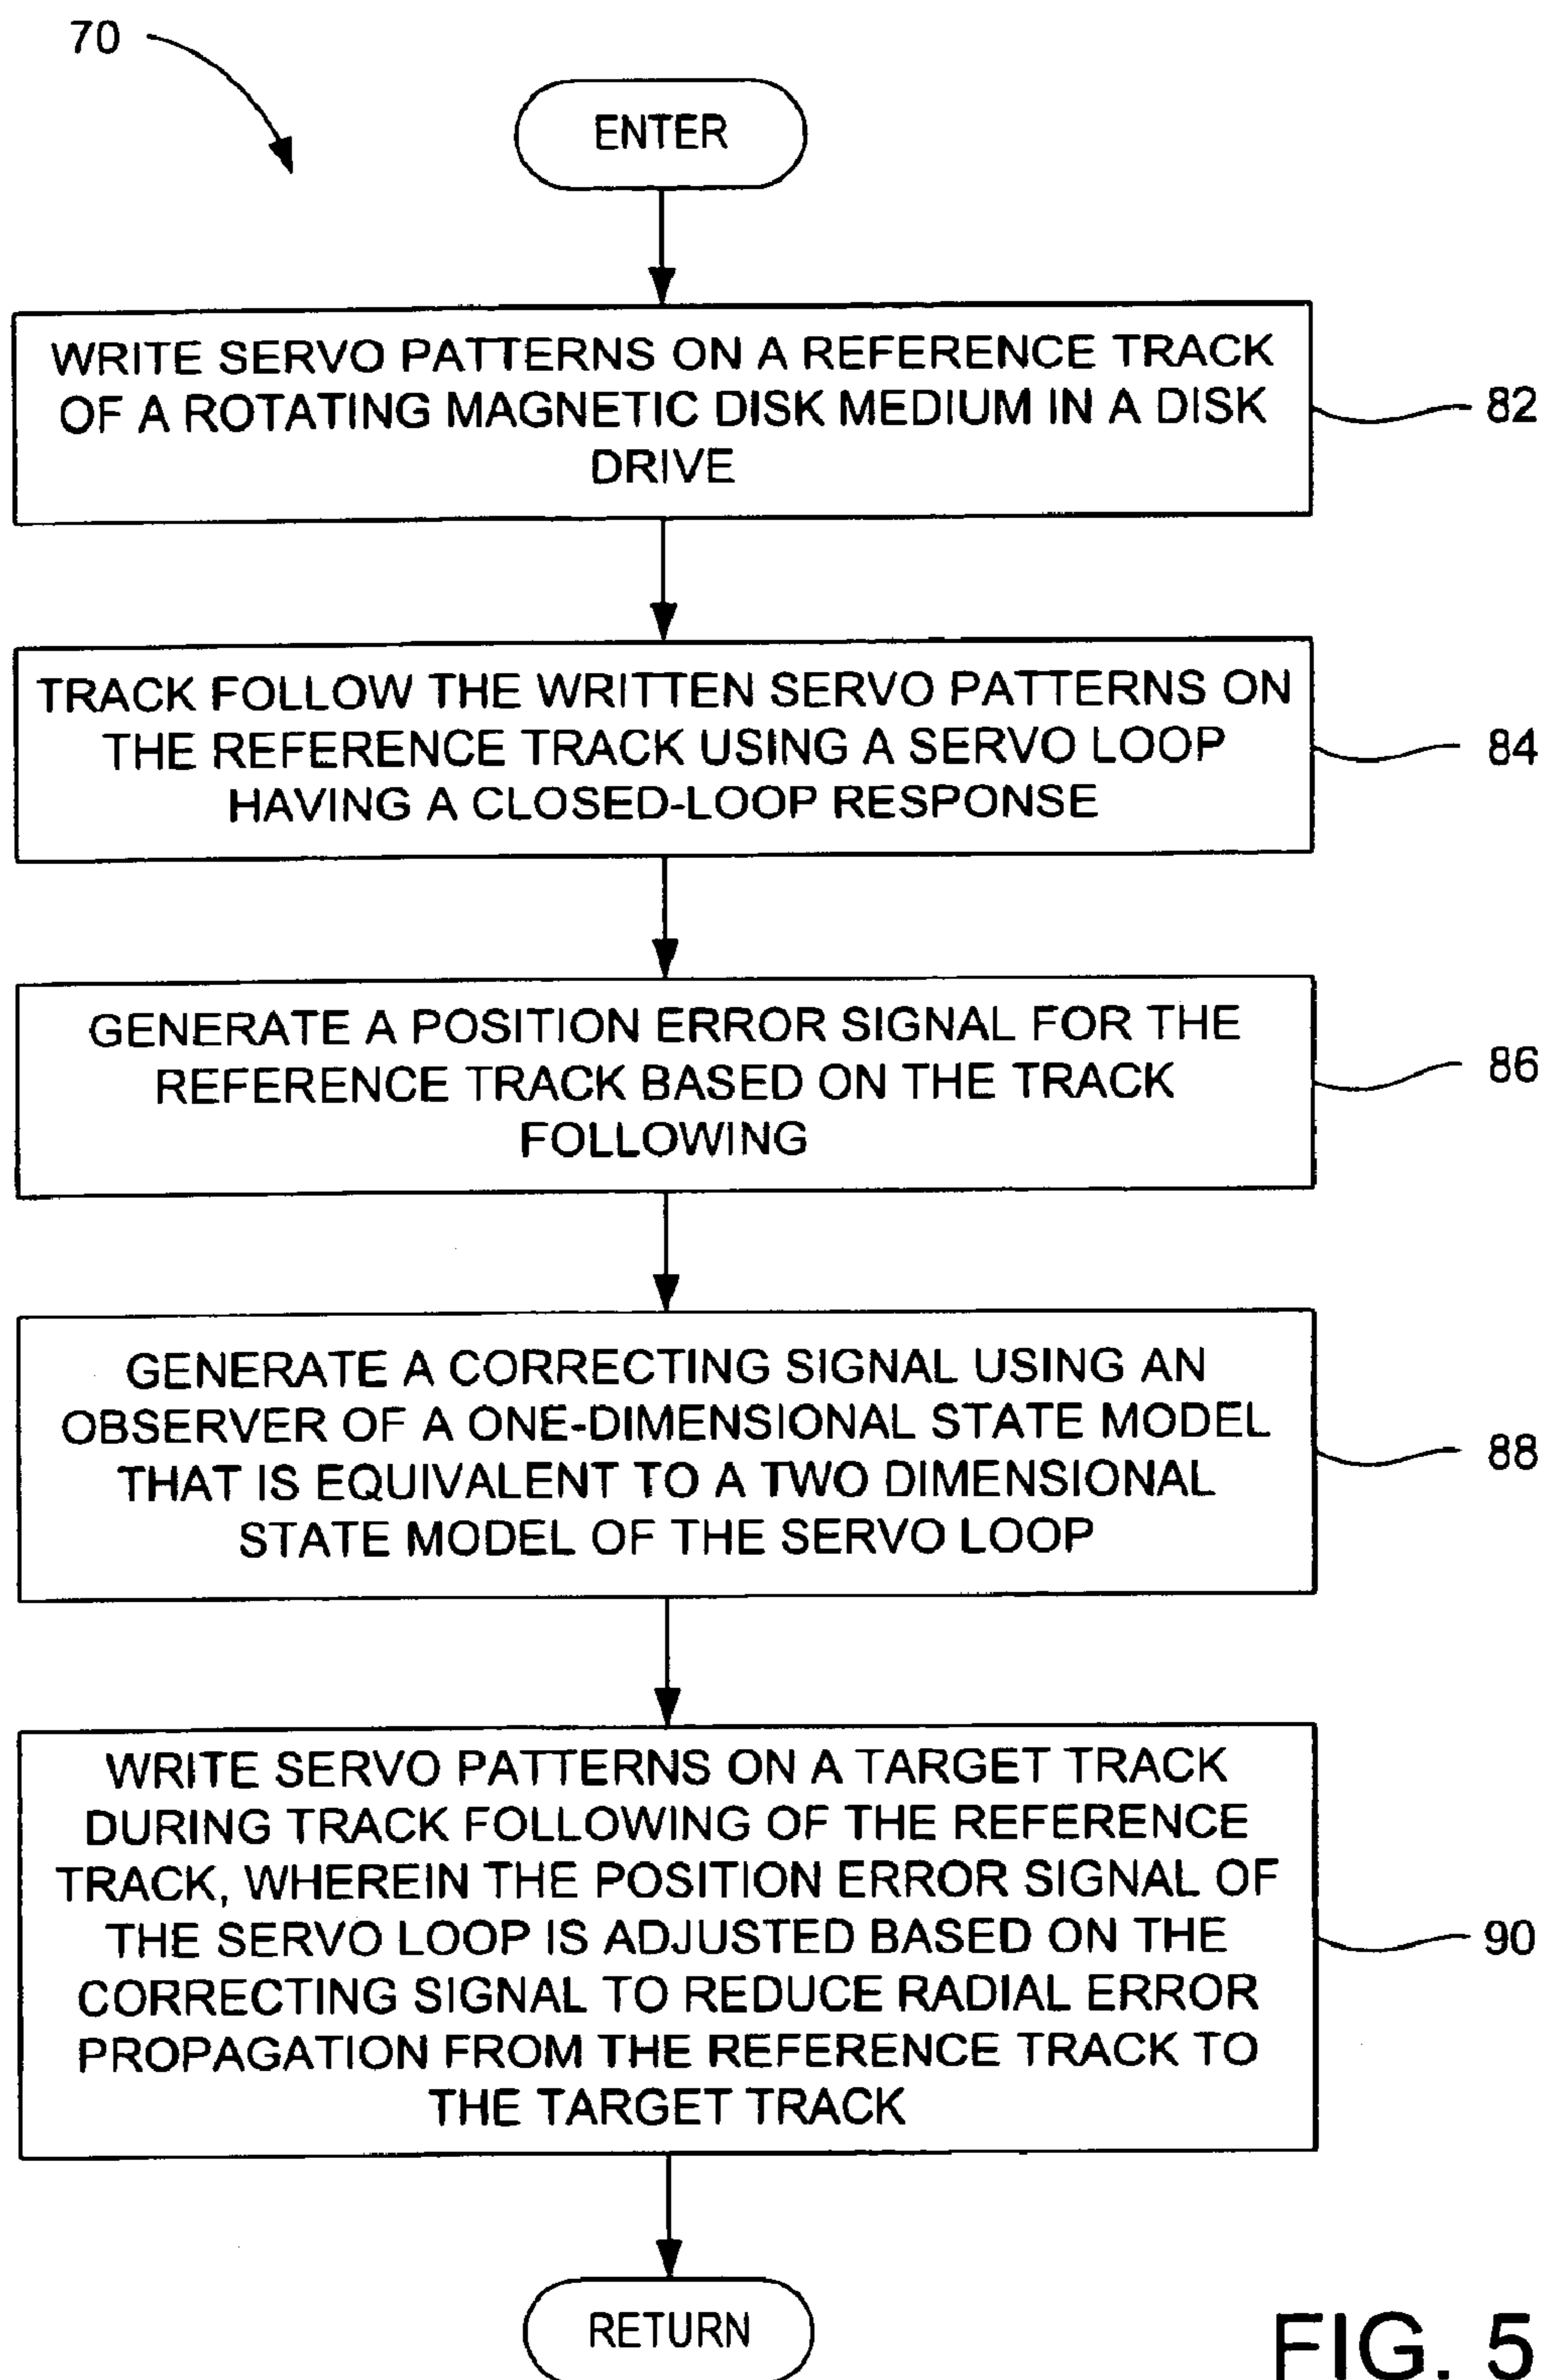 70
ENTER
WRITE SERVO PATTERNS ON A REFERENCE TRACK
OF A ROTATING MAGNETIC DISK MEDIUM IN A DISK
DRIVE
82
TRACK FOLLOW THE WRITTEN SERVO PATTERNS ON
THE REFERENCE TRACK USING A SERVO LOOP
HAVING A CLOSED-LOOP RESPONSE
84
GENERATE A POSITION ERROR SIGNAL FOR THE
REFERENCE TRACK BASED ON THE TRACK
FOLLOWING
86
GENERATE A CORRECTING SIGNAL USING AN
OBSERVER OF A ONE-DIMENSIONAL STATE MODEL
THAT IS EQUIVALENT TO A TWO DIMENSIONAL
STATE MODEL OF THE SERVO LOOP
88
WRITE SERVO PATTERNS ON A TARGET TRACK
DURING TRACK FOLLOWING OF THE REFERENCE
TRACK, WHEREIN THE POSITION ERROR SIGNAL OF
THE SERVO LOOP IS ADJUSTED BASED ON THE
CORRECTING SIGNAL TO REDUCE RADIAL ERROR
PROPAGATION FROM THE REFERENCE TRACK TO
THE TARGET TRACK
90
RETURN
FIG. 5